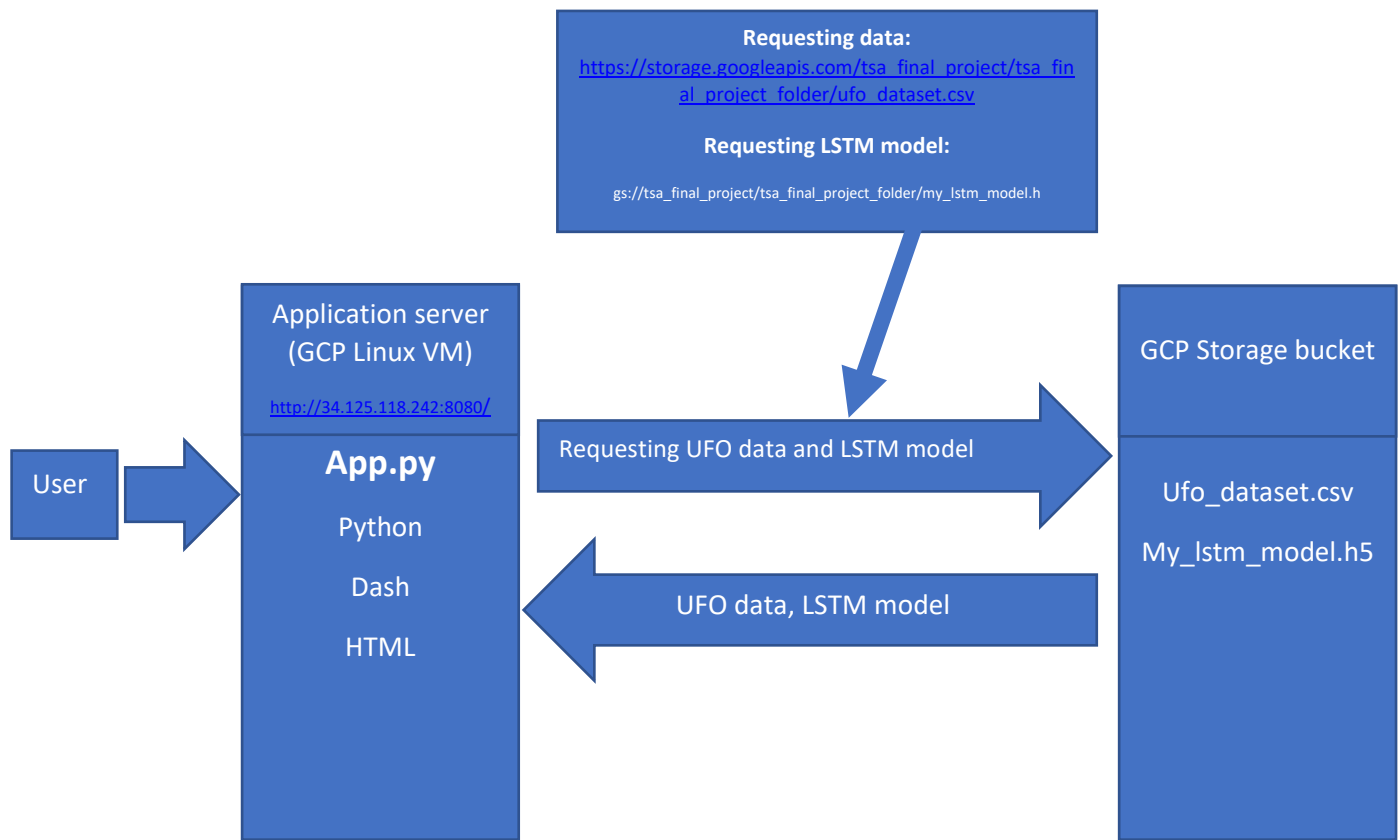 Requesting data:
https://storage.googleapis.com/tsa_final_project/tsa_fin
al_project_folder/ufo_dataset.csv
Requesting LSTM model:
gs://tsa_final_project/tsa_final_project_folder/my_lstm_model.h
Application server
(GCP Linux VM)
http://34.125.118.242:8080/
GCP Storage bucket
User
App.py
Python
Dash
HTML
Requesting UFO data and LSTM model
UFO data, LSTM model
Ufo_dataset.csv
My_lstm_model.h5